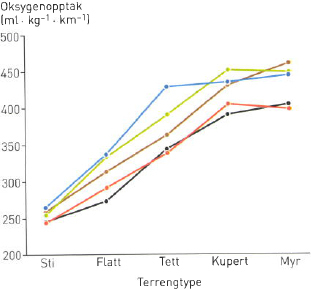 Oksygenopptak
(ml · kg⁻¹ · km⁻¹)
500
450
400
350
300
250
200
Sti Flatt Tett Kupert Myr
Terrengtype